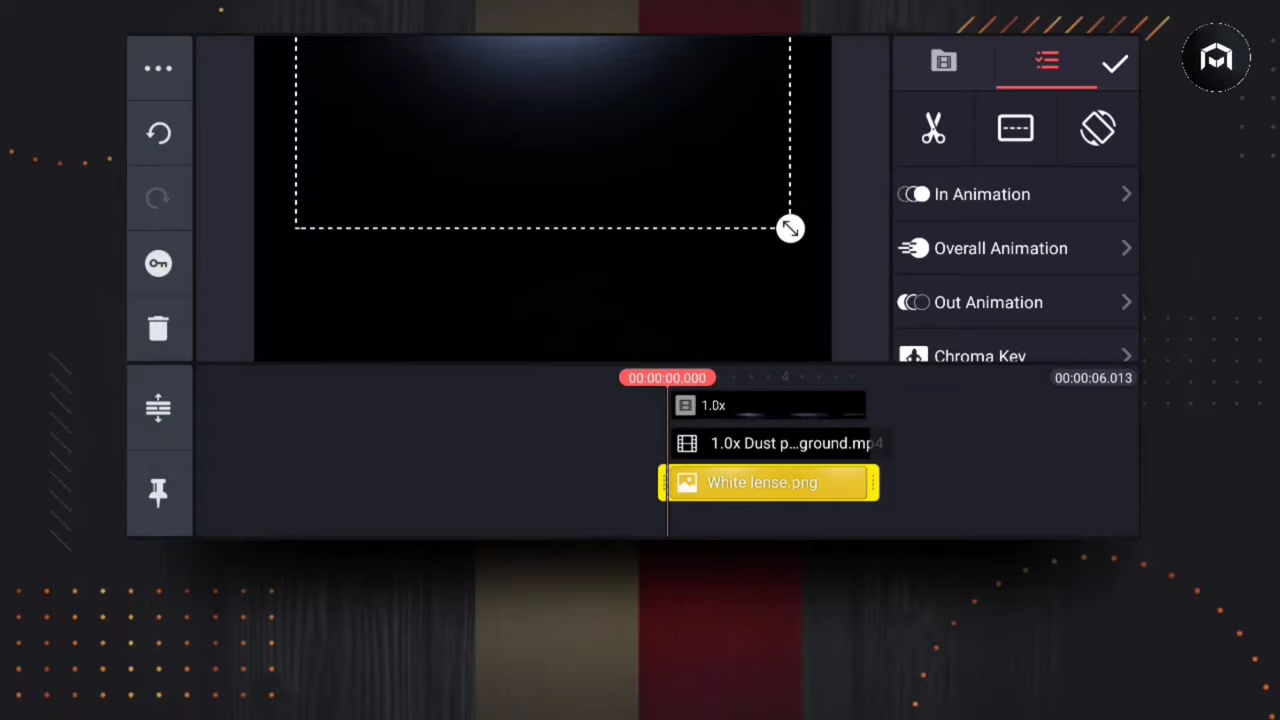 In Animation
Overall Animation
Out Animation
Chroma Key
00:00:00.000
4
00:00:06.013
1.0x
1.0x Dust p...ground.mp4
White lense.png